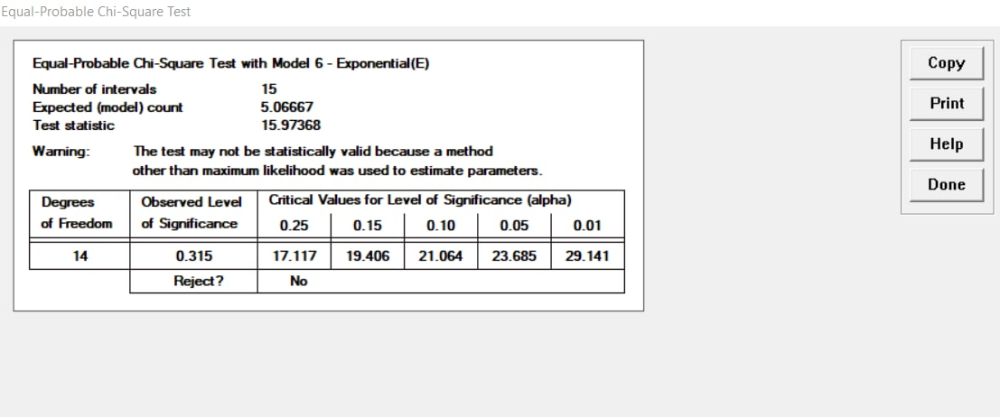 Equal-Probable Chi-Square Test
Equal-Probable Chi-Square Test with Model 6 - Exponential(E)
Number of intervals 15
Expected (model) count 5.06667
Test statistic 15.97368
Warning: The test may not be statistically valid because a method
other than maximum likelihood was used to estimate parameters.
Degrees Observed Level Critical Values for Level of Significance (alpha)
of Freedom of Significance 0.25 0.15 0.10 0.05 0.01
14 0.315 17.117 19.406 21.064 23.685 29.141
Reject? No
Copy
Print
Help
Done